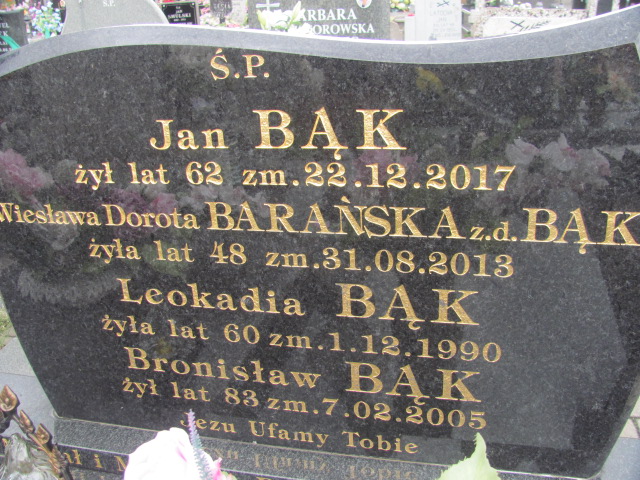 BARBARA
Ś.P.
Jan BĄK
żył lat 62 zm.22.12.2017
Wiesława Dorota BARAŃSKA z.d. BĄK
żyła lat 48 zm.31.08.2013
Leokadia BĄK
żyła lat 60 zm.1.12.1990
Bronisław BĄK
żył lat 83 zm.7.02.2005
Jezu Ufamy Tobie